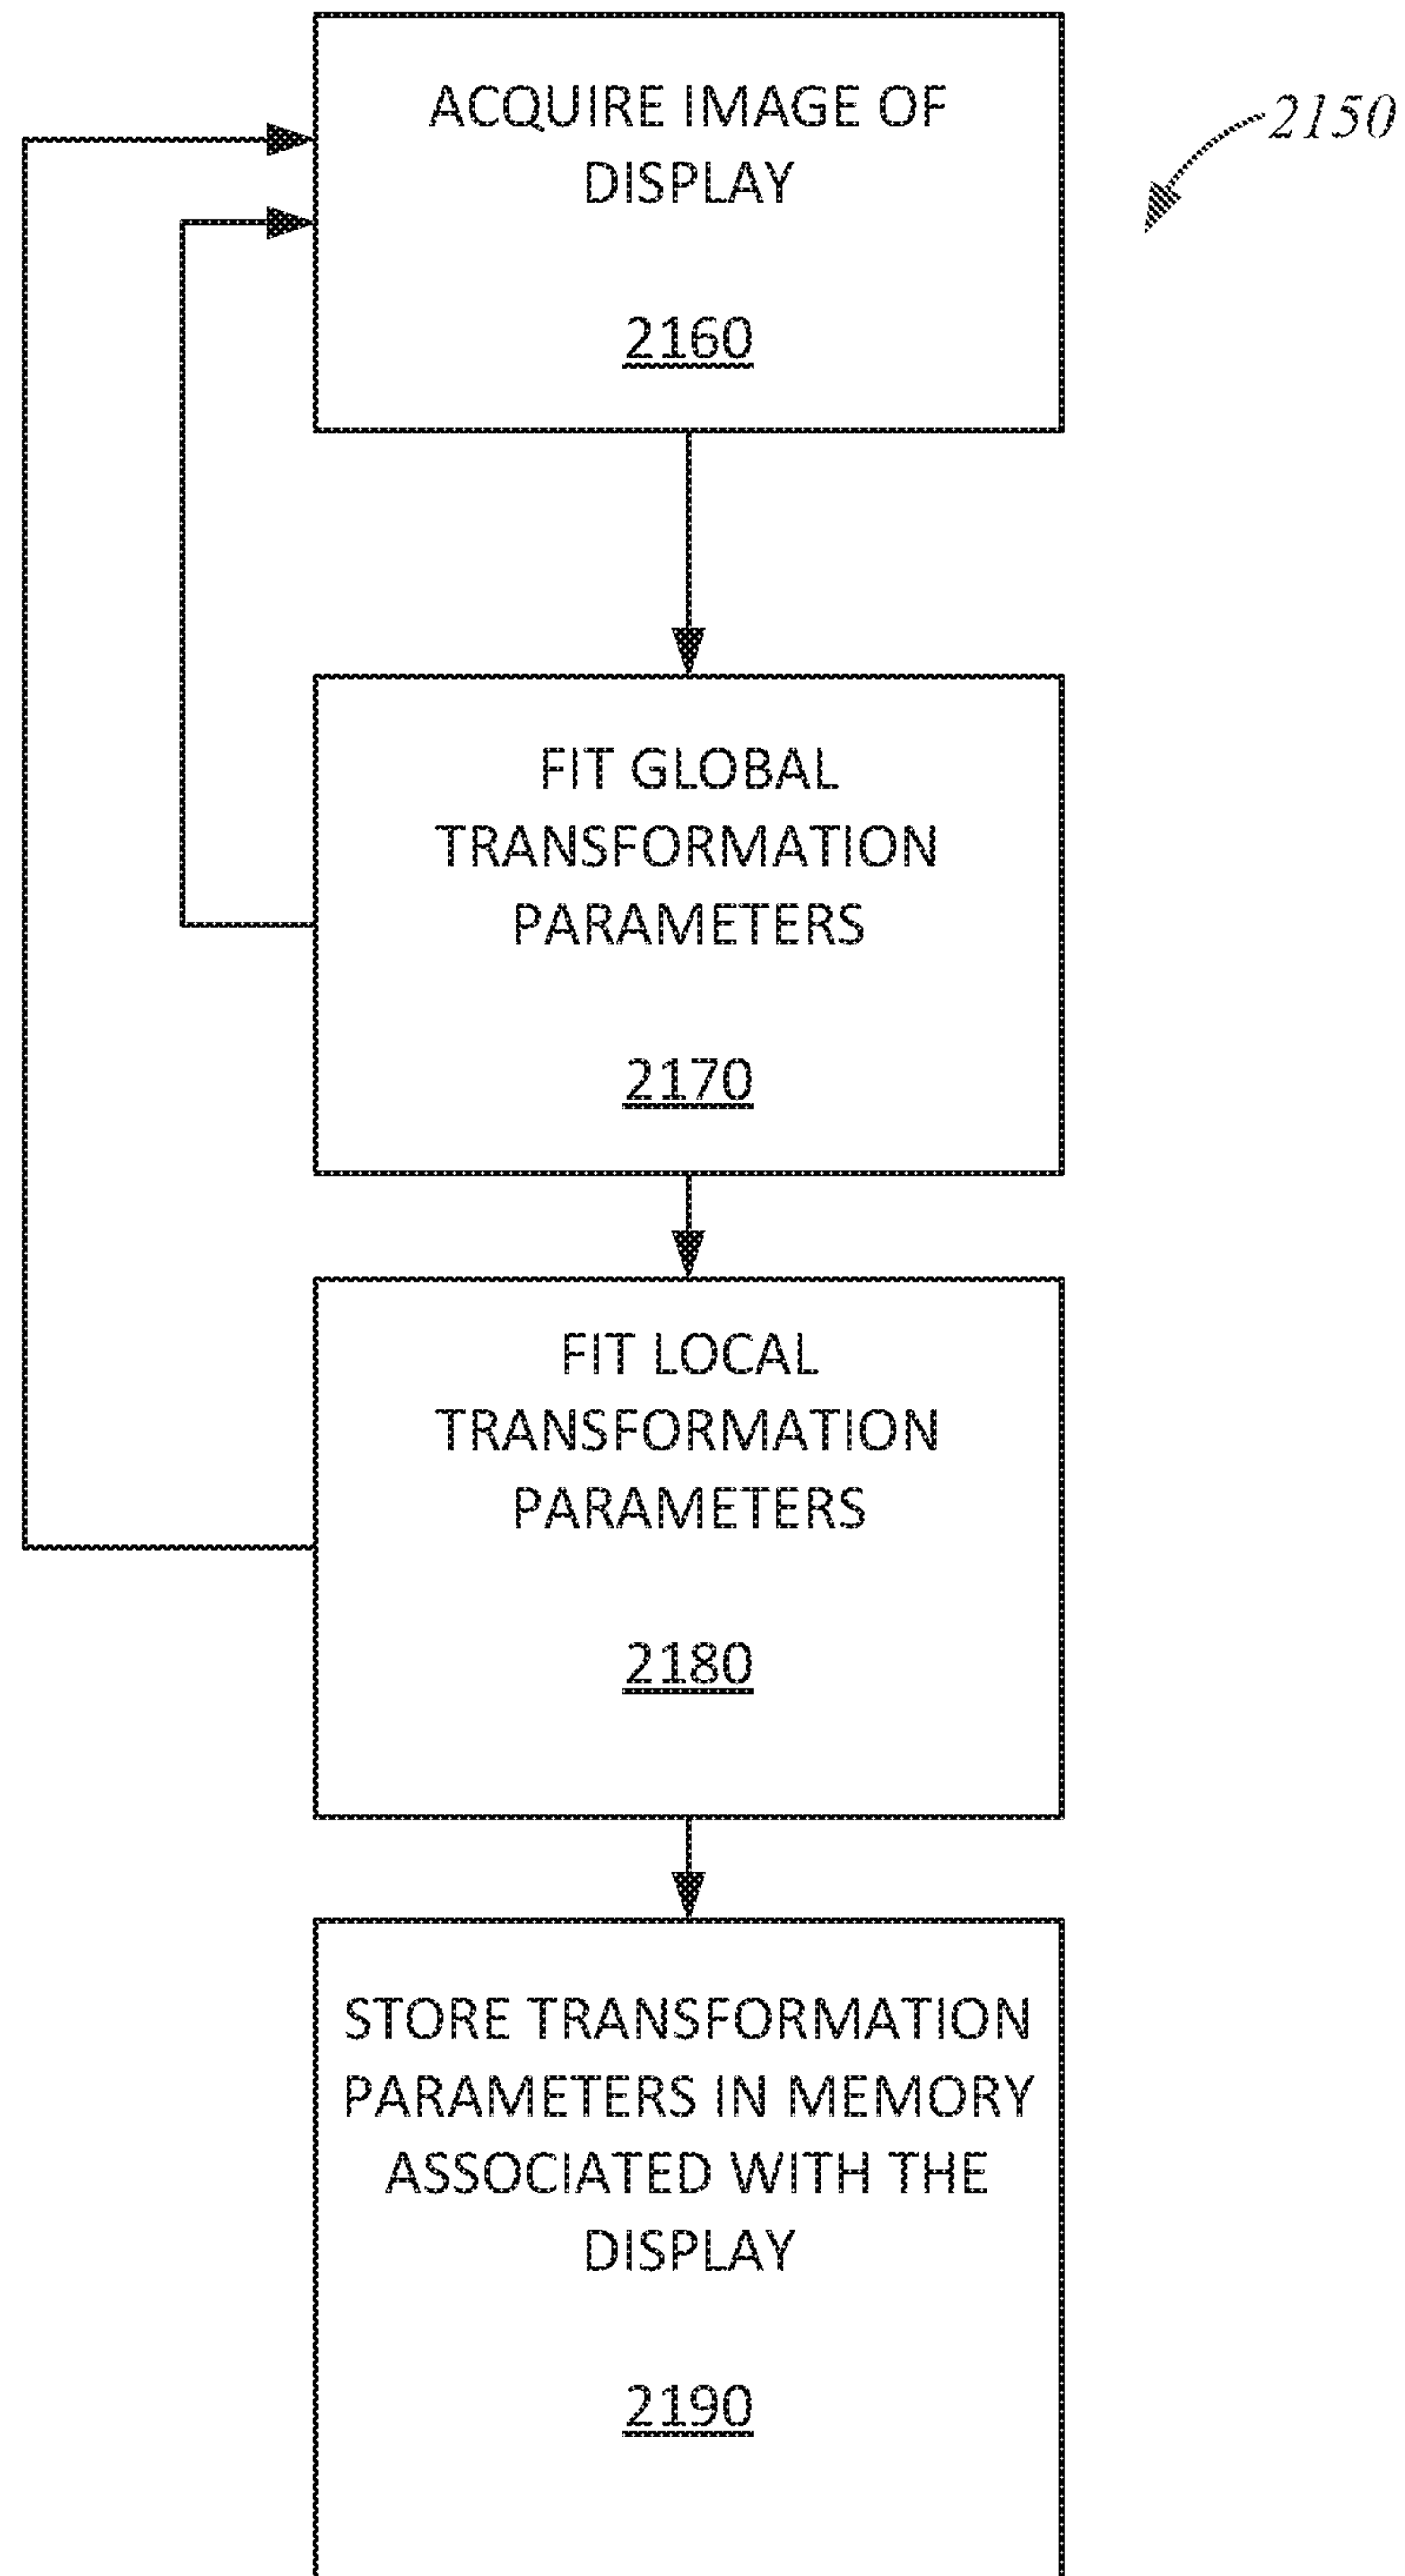 ACQUIRE IMAGE OF
DISPLAY
2160
2150
FIT GLOBAL
TRANSFORMATION
PARAMETERS
2170
FIT LOCAL
TRANSFORMATION
PARAMETERS
2180
STORE TRANSFORMATION
PARAMETERS IN MEMORY
ASSOCIATED WITH THE
DISPLAY
2190